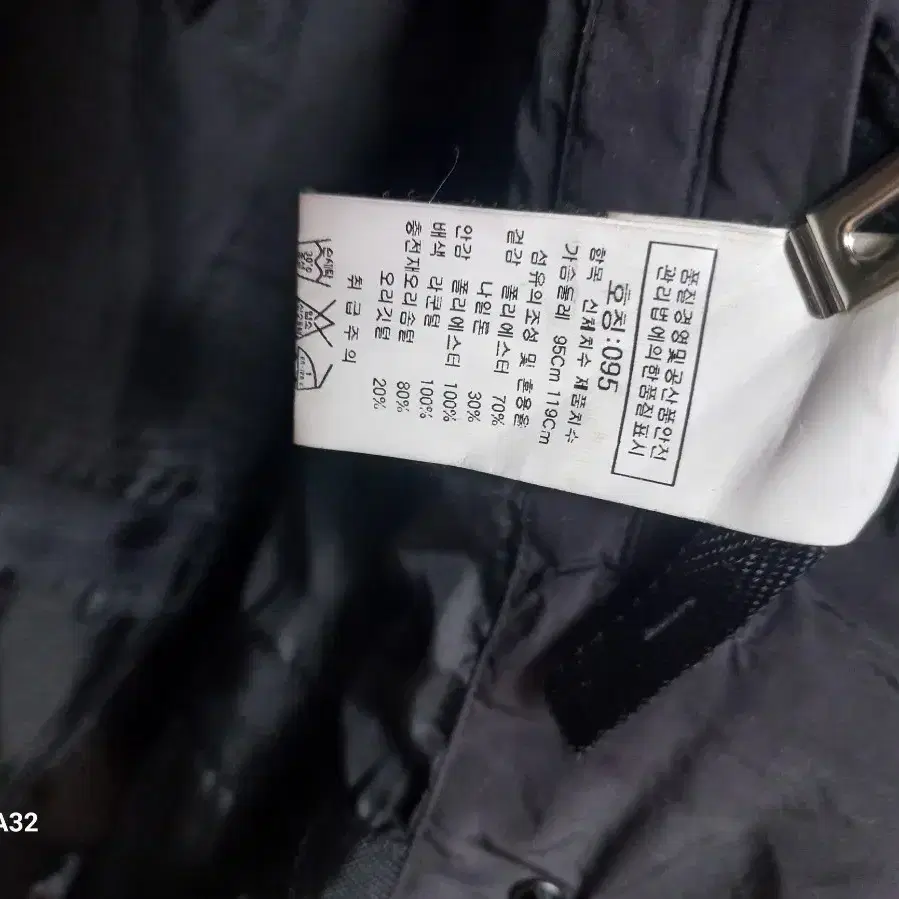 품질경영및공산품안전
관리법에의한품질표시
호칭:095
항목 신체치수 제품치수
가슴둘레 95Cm 119Cm
섬유의조성 및 혼용율
겉감 폴리에스터 70%
나일론 30%
안감 폴리에스터 100%
배색 라쿤털 100%
충전재오리솜털 80%
오리깃털 20%
취 급 주 의
A32